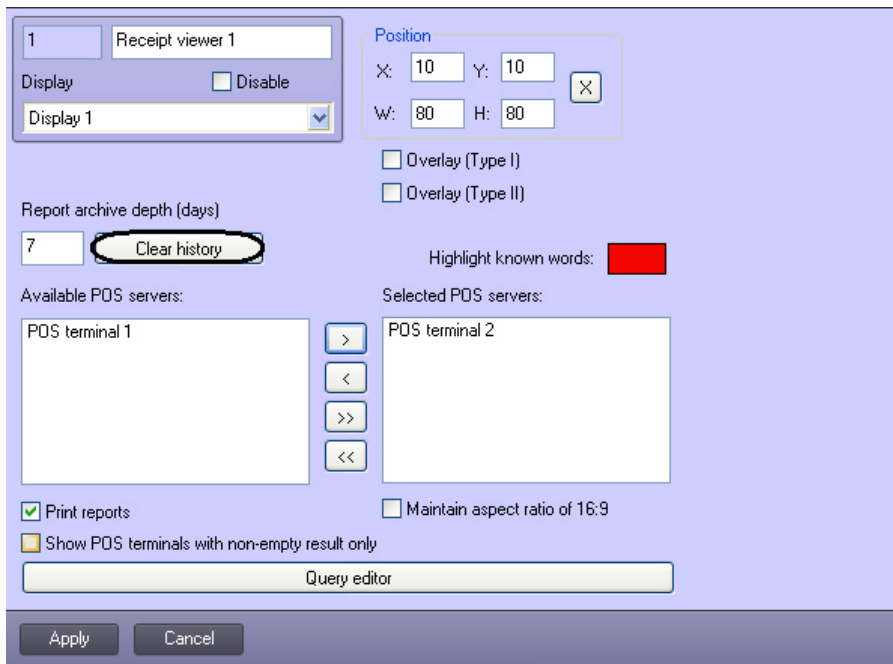 1 Receipt viewer 1
Display Disable
Display 1
Position
X: 10 Y: 10
X
W: 80 H: 80
Overlay (Type I)
Overlay (Type II)
Report archive depth (days)
7 Clear history
Highlight known words:
Available POS servers:
Selected POS servers:
POS terminal 1
POS terminal 2
>
<
>>
<<
Print reports
Maintain aspect ratio of 16:9
Show POS terminals with non-empty result only
Query editor
Apply Cancel